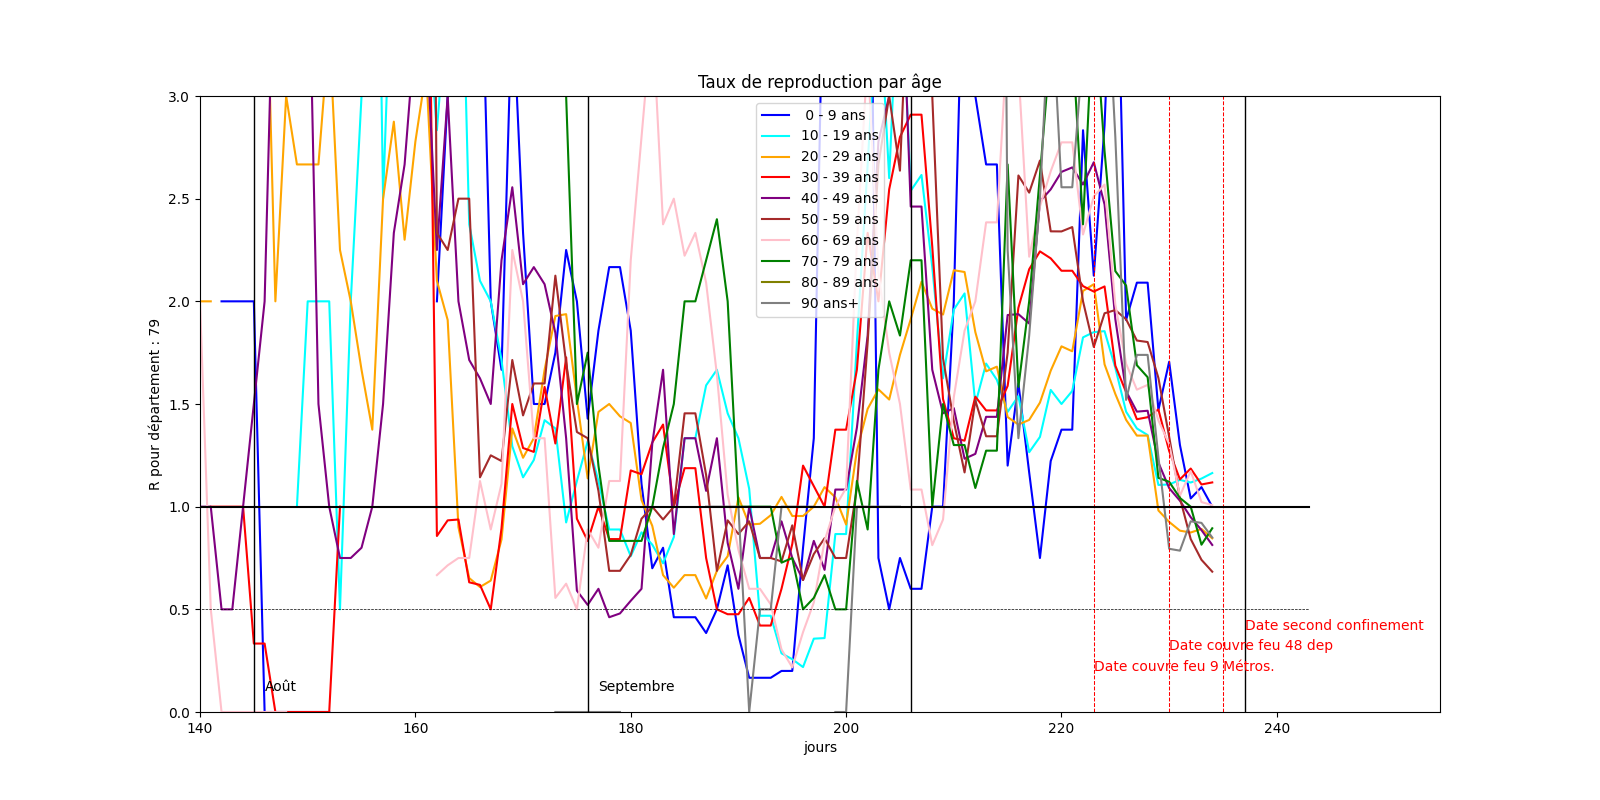 Taux de reproduction par âge
R pour département : 79
3.0
2.5
2.0
1.5
1.0
0.5
0.0
0 - 9 ans
10 - 19 ans
20 - 29 ans
30 - 39 ans
40 - 49 ans
50 - 59 ans
60 - 69 ans
70 - 79 ans
80 - 89 ans
90 ans+
Date second confinement
Date couvre feu 48 dep
Date couvre feu 9 Métros.
Août
Septembre
140 160 180 200 220 240
jours